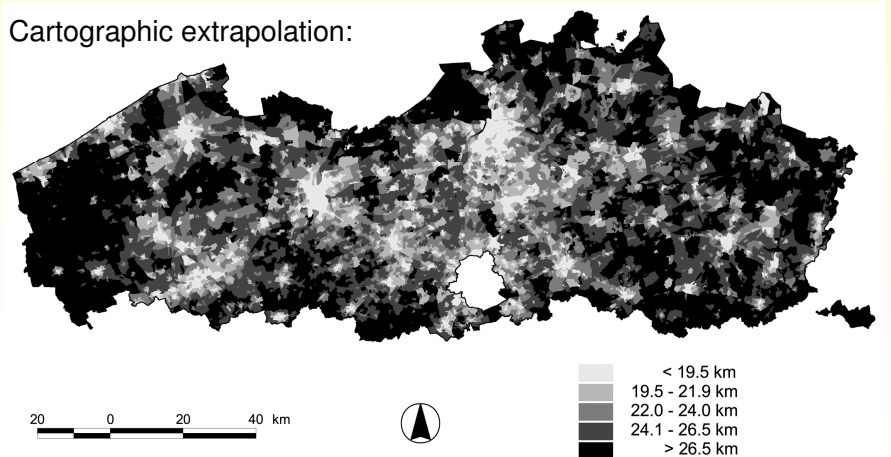 Cartographic extrapolation:
< 19.5 km
19.5 - 21.9 km
22.0 - 24.0 km
24.1 - 26.5 km
> 26.5 km
20 0 20 40 km